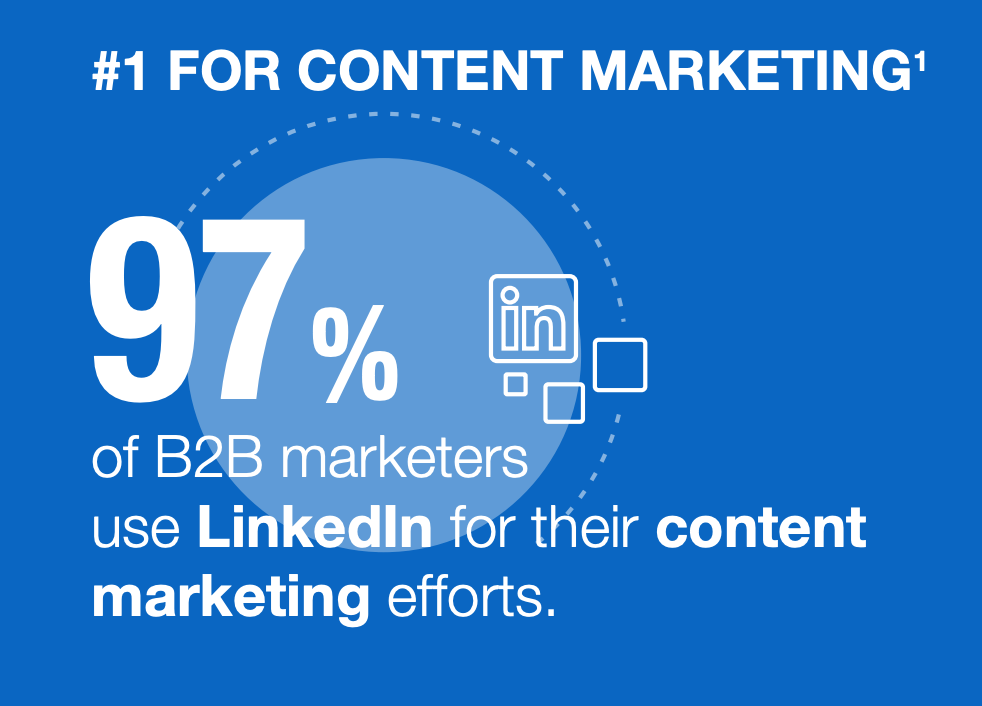 #1 FOR CONTENT MARKETING¹
97%
in
of B2B marketers
use LinkedIn for their content
marketing efforts.